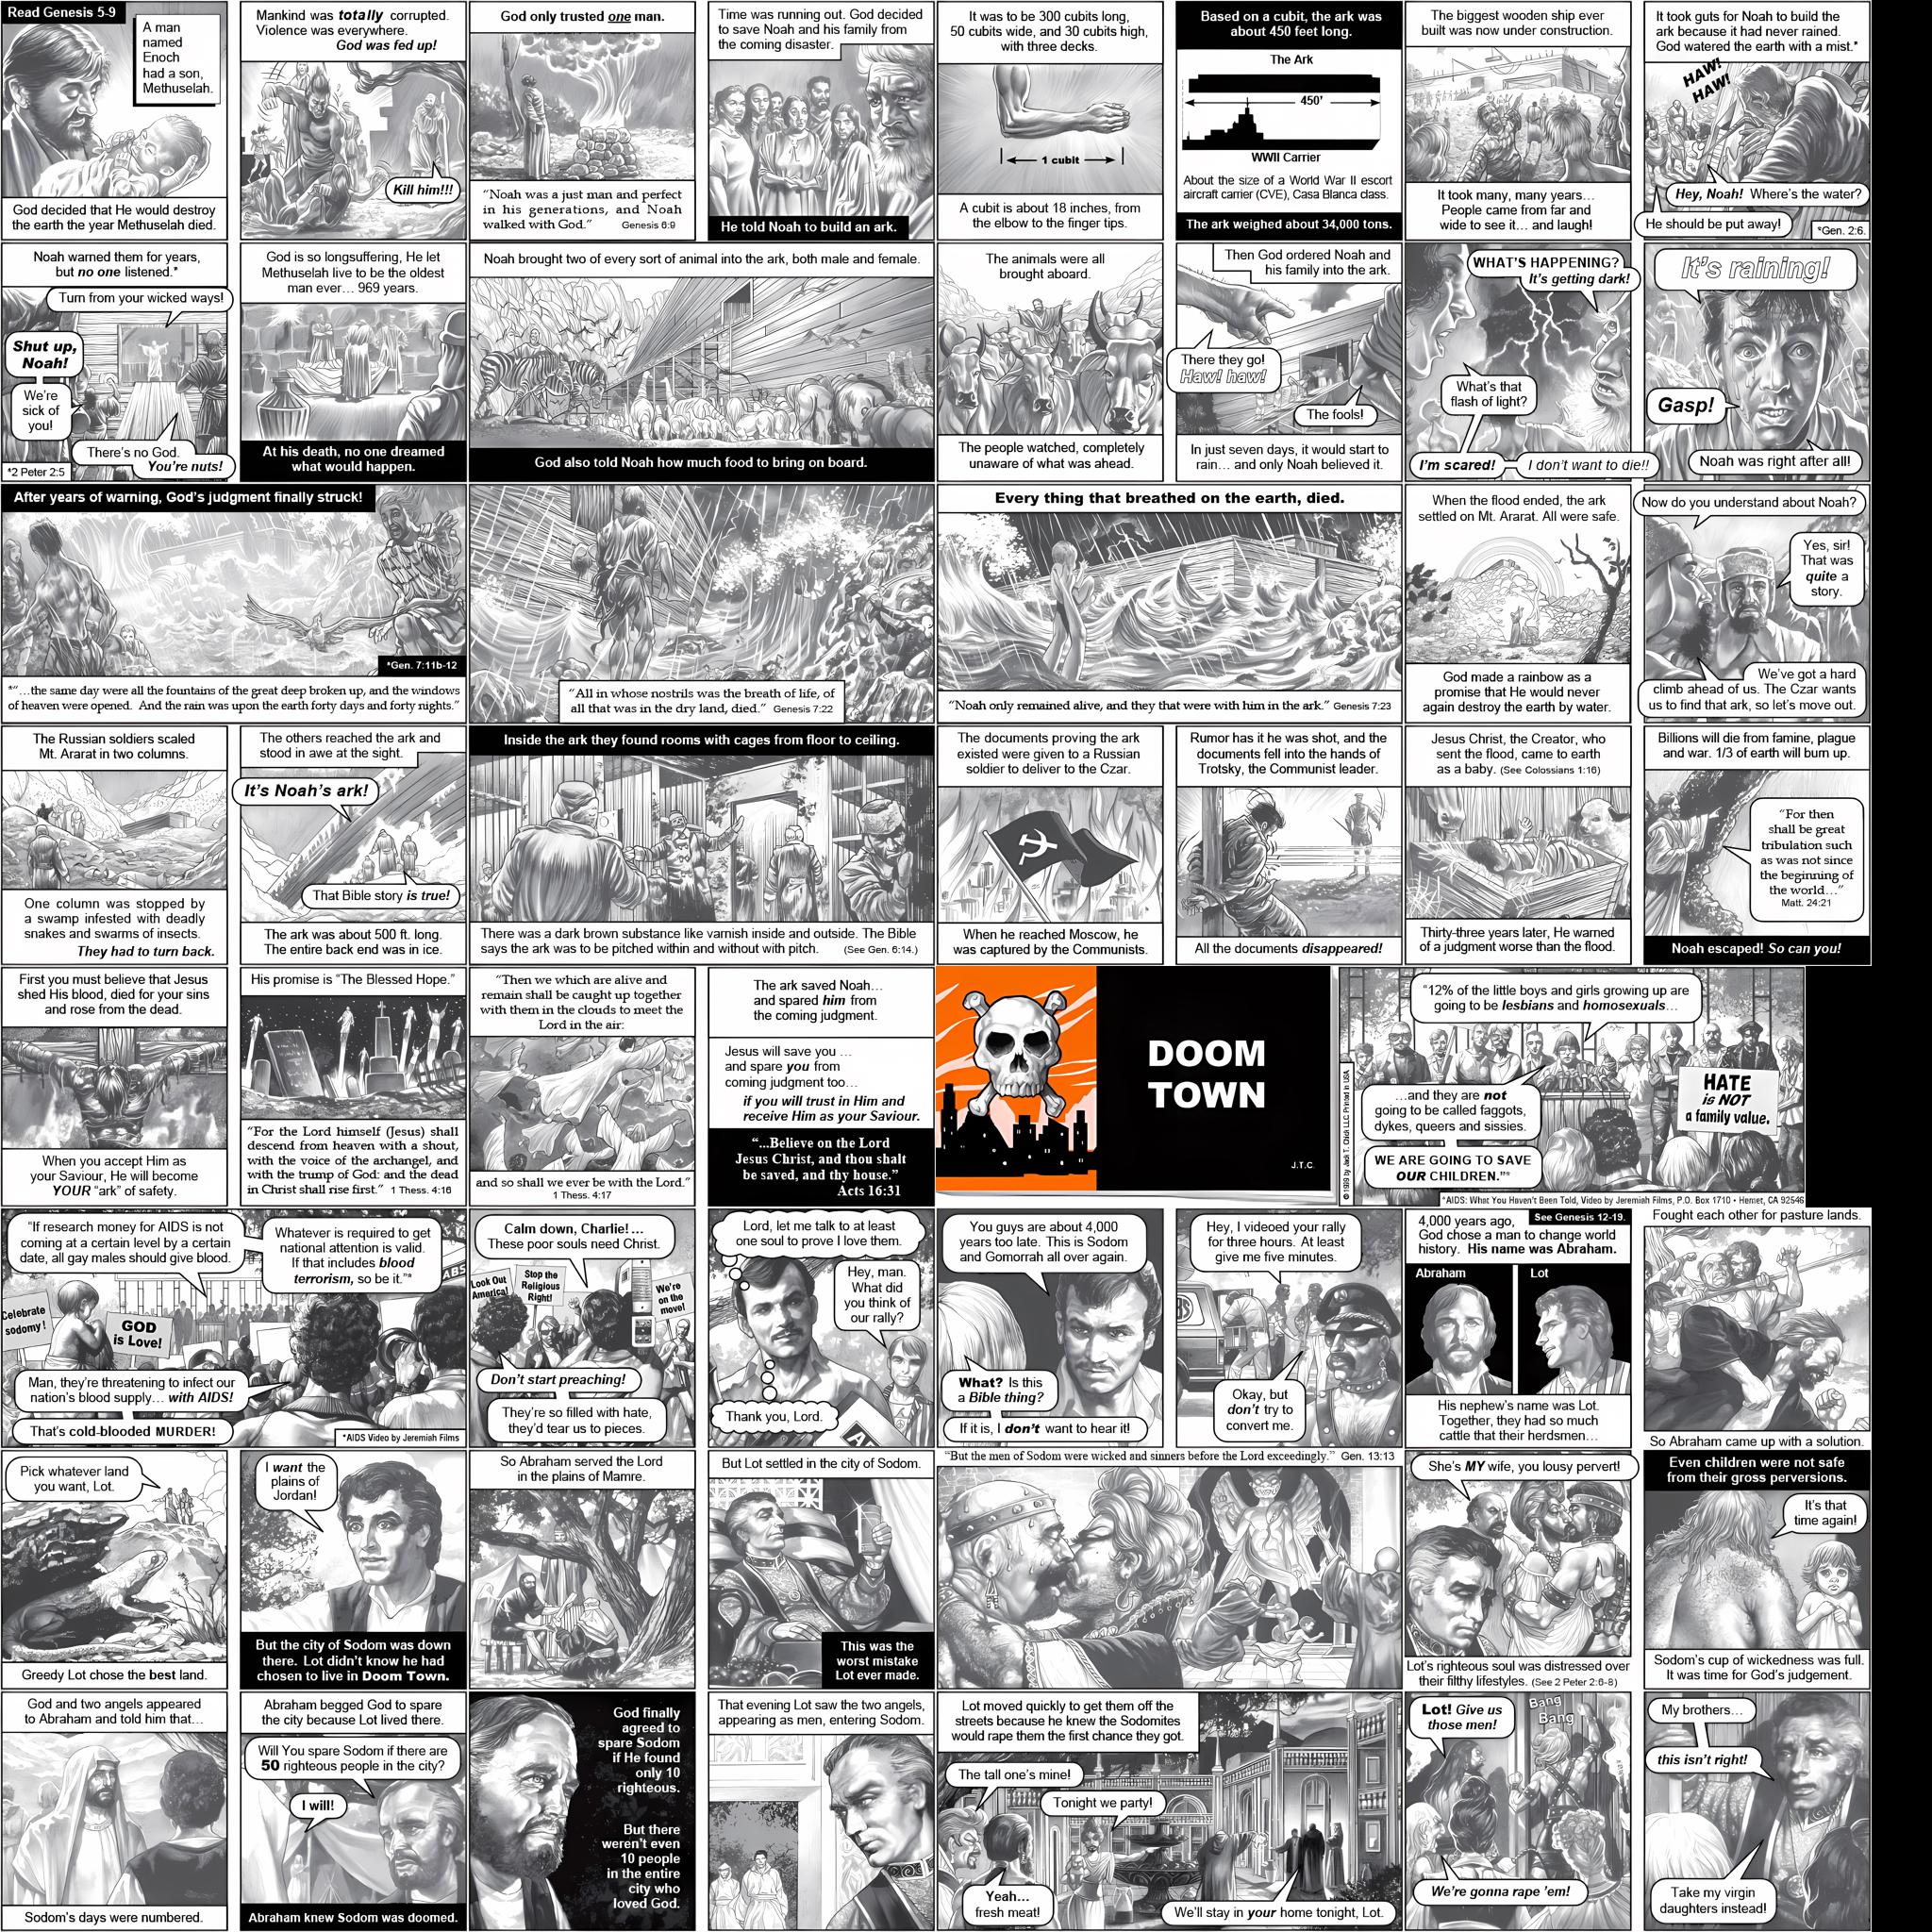 Read Genesis 5-9
A man
named
Enoch
had a son,
Methuselah.
God decided that He would destroy
the earth the year Methuselah died.
Mankind was totally corrupted.
Violence was everywhere.
God was fed up!
Kill him!!!
God only trusted one man.
"Noah was a just man and perfect
in his generations, and Noah
walked with God." Genesis 6:9
Time was running out. God decided
to save Noah and his family from
the coming disaster.
He told Noah to build an ark.
It was to be 300 cubits long,
50 cubits wide, and 30 cubits high,
with three decks.
1 cubit
A cubit is about 18 inches, from
the elbow to the finger tips.
Based on a cubit, the ark was
about 450 feet long.
The Ark
450'
WWII Carrier
About the size of a World War II escort
aircraft carrier (CVE), Casa Blanca class.
The ark weighed about 34,000 tons.
The biggest wooden ship ever
built was now under construction.
It took many, many years…
People came from far and
wide to see it… and laugh!
It took guts for Noah to build the
ark because it had never rained.
God watered the earth with a mist.*
HAW!
HAW!
Hey, Noah! Where's the water?
He should be put away!
*Gen. 2:6.
Noah warned them for years,
but no one listened.*
Turn from your wicked ways!
Shut up,
Noah!
We're
sick of
you!
There's no God.
You're nuts!
*2 Peter 2:5
God is so longsuffering, He let
Methuselah live to be the oldest
man ever… 969 years.
At his death, no one dreamed
what would happen.
Noah brought two of every sort of animal into the ark, both male and female.
God also told Noah how much food to bring on board.
The animals were all
brought aboard.
The people watched, completely
unaware of what was ahead.
Then God ordered Noah and
his family into the ark.
There they go!
Haw! haw!
The fools!
In just seven days, it would start to
rain… and only Noah believed it.
WHAT'S HAPPENING?
It's getting dark!
What's that
flash of light?
I'm scared!
I don't want to die!!
It's raining!
Gasp!
Noah was right after all!
After years of warning, God's judgment finally struck!
*Gen. 7:11b-12
*"…the same day were all the fountains of the great deep broken up, and the windows
of heaven were opened. And the rain was upon the earth forty days and forty nights."
"All in whose nostrils was the breath of life, of
all that was in the dry land, died." Genesis 7:22
Every thing that breathed on the earth, died.
"Noah only remained alive, and they that were with him in the ark." Genesis 7:23
When the flood ended, the ark
settled on Mt. Ararat. All were safe.
God made a rainbow as a
promise that He would never
again destroy the earth by water.
Now do you understand about Noah?
Yes, sir!
That was
quite a
story.
We've got a hard
climb ahead of us. The Czar wants
us to find that ark, so let's move out.
The Russian soldiers scaled
Mt. Ararat in two columns.
One column was stopped by
a swamp infested with deadly
snakes and swarms of insects.
They had to turn back.
The others reached the ark and
stood in awe at the sight.
It's Noah's ark!
That Bible story is true!
The ark was about 500 ft. long.
The entire back end was in ice.
Inside the ark they found rooms with cages from floor to ceiling.
There was a dark brown substance like varnish inside and outside. The Bible
says the ark was to be pitched within and without with pitch. (See Gen. 6:14.)
The documents proving the ark
existed were given to a Russian
soldier to deliver to the Czar.
When he reached Moscow, he
was captured by the Communists.
Rumor has it he was shot, and the
documents fell into the hands of
Trotsky, the Communist leader.
All the documents disappeared!
Jesus Christ, the Creator, who
sent the flood, came to earth
as a baby. (See Colossians 1:16)
Thirty-three years later, He warned
of a judgment worse than the flood.
Billions will die from famine, plague
and war. 1/3 of earth will burn up.
"For then
shall be great
tribulation such
as was not since
the beginning of
the world…"
Matt. 24:21
Noah escaped! So can you!
First you must believe that Jesus
shed His blood, died for your sins
and rose from the dead.
When you accept Him as
your Saviour, He will become
YOUR "ark" of safety.
His promise is "The Blessed Hope."
"For the Lord himself (Jesus) shall
descend from heaven with a shout,
with the voice of the archangel, and
with the trump of God: and the dead
in Christ shall rise first." 1 Thess. 4:16
"Then we which are alive and
remain shall be caught up together
with them in the clouds to meet the
Lord in the air:
and so shall we ever be with the Lord."
1 Thess. 4:17
The ark saved Noah…
and spared him from
the coming judgment.
Jesus will save you …
and spare you from
coming judgment too…
if you will trust in Him and
receive Him as your Saviour.
"...Believe on the Lord
Jesus Christ, and thou shalt
be saved, and thy house."
Acts 16:31
DOOM
TOWN
J.T.C.
© 1999 by Jack T. Chick LLC Printed in USA
"12% of the little boys and girls growing up are
going to be lesbians and homosexuals…
…and they are not
going to be called faggots,
dykes, queers and sissies.
WE ARE GOING TO SAVE
OUR CHILDREN."*
HATE
is NOT
a family value.
*AIDS: What You Haven't Been Told, Video by Jeremiah Films, P.O. Box 1710 • Hemet, CA 92546
"If research money for AIDS is not
coming at a certain level by a certain
date, all gay males should give blood.
Whatever is required to get
national attention is valid.
If that includes blood
terrorism, so be it."*
ABS
Celebrate
sodomy!
GOD
is Love!
Man, they're threatening to infect our
nation's blood supply… with AIDS!
That's cold-blooded MURDER!
*AIDS Video by Jeremiah Films
Calm down, Charlie!…
These poor souls need Christ.
Look Out
America!
Stop the
Religious
Right!
We're
on the
move!
Don't start preaching!
They're so filled with hate,
they'd tear us to pieces.
Lord, let me talk to at least
one soul to prove I love them.
Hey, man.
What did
you think of
our rally?
Thank you, Lord.
You guys are about 4,000
years too late. This is Sodom
and Gomorrah all over again.
What? Is this
a Bible thing?
If it is, I don't want to hear it!
Hey, I videoed your rally
for three hours. At least
give me five minutes.
Okay, but
don't try to
convert me.
See Genesis 12-19.
4,000 years ago,
God chose a man to change world
history. His name was Abraham.
Abraham
Lot
His nephew's name was Lot.
Together, they had so much
cattle that their herdsmen…
Fought each other for pasture lands.
So Abraham came up with a solution.
Pick whatever land
you want, Lot.
Greedy Lot chose the best land.
I want the
plains of
Jordan!
But the city of Sodom was down
there. Lot didn't know he had
chosen to live in Doom Town.
So Abraham served the Lord
in the plains of Mamre.
But Lot settled in the city of Sodom.
This was the
worst mistake
Lot ever made.
"But the men of Sodom were wicked and sinners before the Lord exceedingly." Gen. 13:13
She's MY wife, you lousy pervert!
Lot's righteous soul was distressed over
their filthy lifestyles. (See 2 Peter 2:6-8)
Even children were not safe
from their gross perversions.
It's that
time again!
Sodom's cup of wickedness was full.
It was time for God's judgement.
God and two angels appeared
to Abraham and told him that…
Sodom's days were numbered.
Abraham begged God to spare
the city because Lot lived there.
Will You spare Sodom if there are
50 righteous people in the city?
I will!
Abraham knew Sodom was doomed.
God finally
agreed to
spare Sodom
if He found
only 10
righteous.
But there
weren't even
10 people
in the entire
city who
loved God.
That evening Lot saw the two angels,
appearing as men, entering Sodom.
Lot moved quickly to get them off the
streets because he knew the Sodomites
would rape them the first chance they got.
The tall one's mine!
Tonight we party!
Yeah…
fresh meat!
We'll stay in your home tonight, Lot.
Lot! Give us
those men!
Bang
Bang
We're gonna rape 'em!
My brothers…
this isn't right!
Take my virgin
daughters instead!